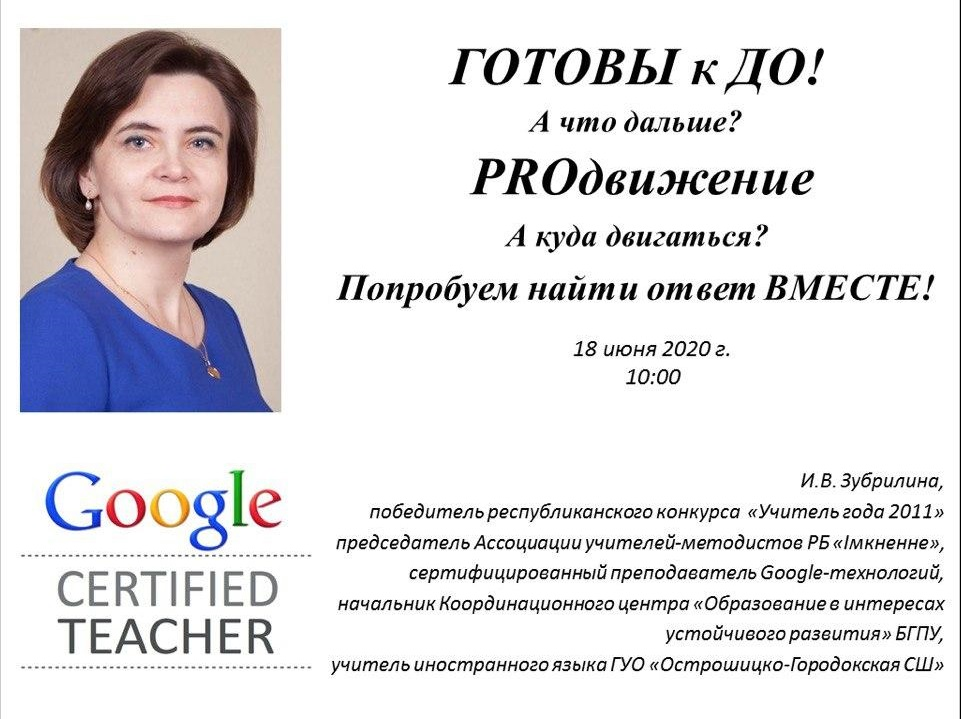 ГОТОВЫ к ДО!
А что дальше?
PROдвижение
А куда двигаться?
Попробуем найти ответ ВМЕСТЕ!
18 июня 2020 г.
10:00
Google
CERTIFIED
TEACHER
И.В. Зубрилина,
победитель республиканского конкурса «Учитель года 2011»
председатель Ассоциации учителей-методистов РБ «Iмкненне»,
сертифицированный преподаватель Google-технологий,
начальник Координационного центра «Образование в интересах
устойчивого развития» БГПУ,
учитель иностранного языка ГУО «Острошицко-Городокская СШ»